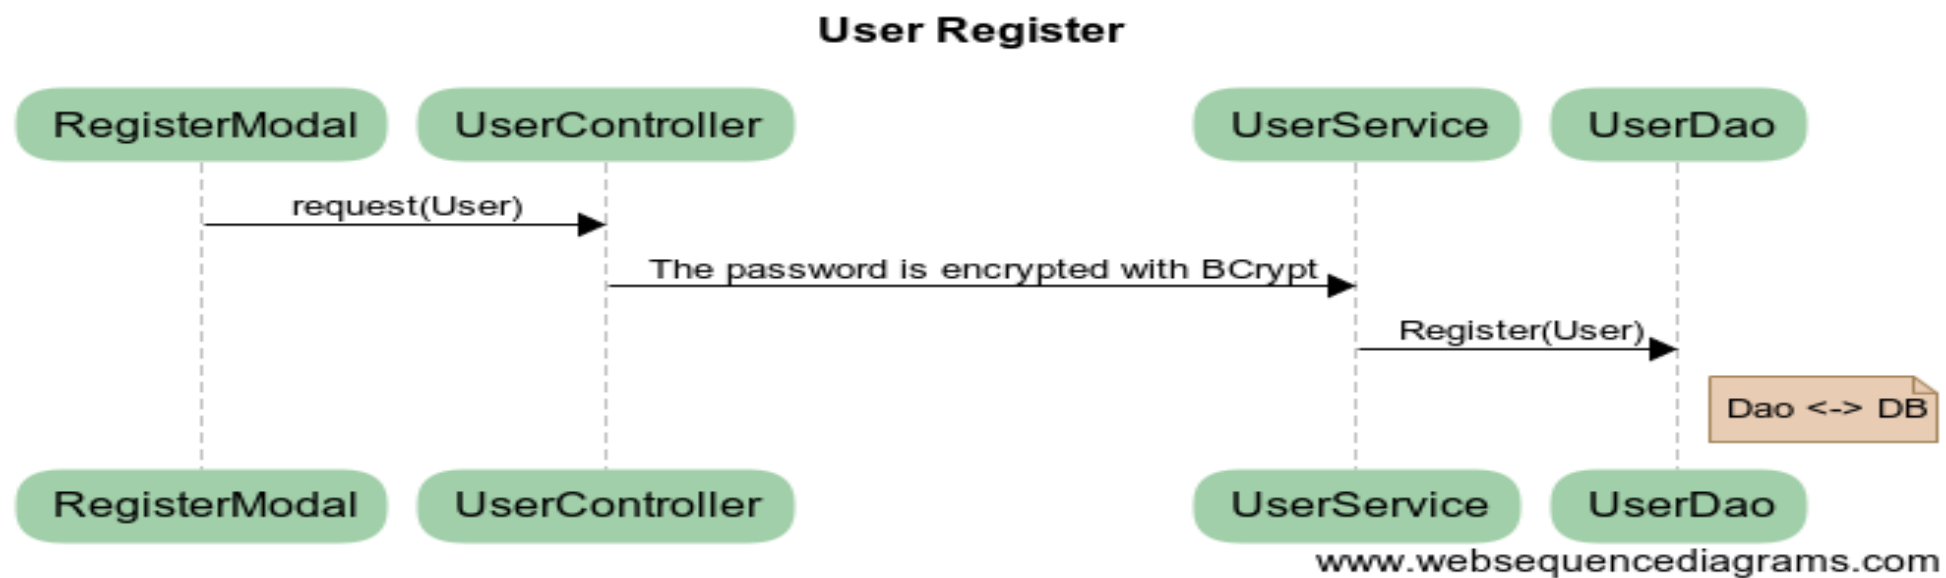 User Register
RegisterModal
UserController
UserService
UserDao
request(User)
The password is encrypted with BCrypt
Register(User)
Dao <-> DB
RegisterModal
UserController
UserService
UserDao
www.websequencediagrams.com